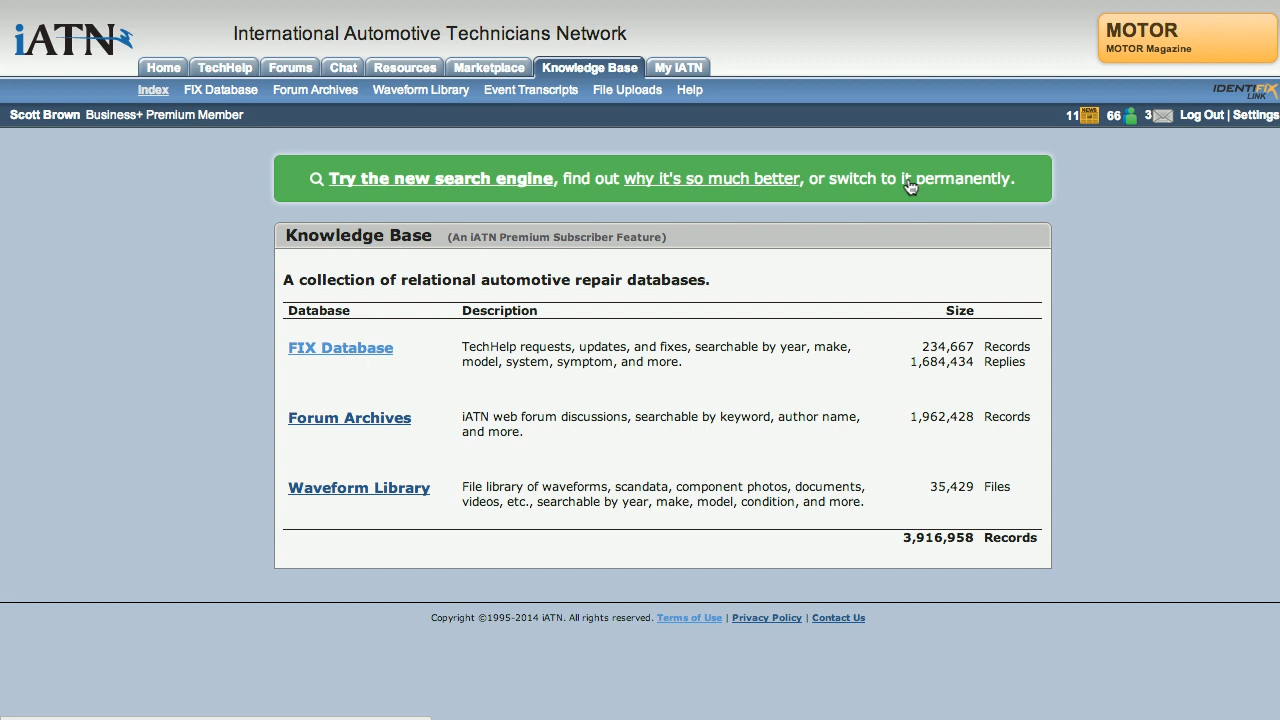 iATN
International Automotive Technicians Network
MOTOR
MOTOR Magazine
Home TechHelp Forums Chat Resources Marketplace Knowledge Base My iATN
Index FIX Database Forum Archives Waveform Library Event Transcripts File Uploads Help
IDENTIFIX LINK
Scott Brown Business+ Premium Member
11 NEWS 66 3 Log Out | Settings
Try the new search engine, find out why it's so much better, or switch to it permanently.
Knowledge Base (An iATN Premium Subscriber Feature)
A collection of relational automotive repair databases.
Database Description Size
FIX Database TechHelp requests, updates, and fixes, searchable by year, make, 234,667 Records
model, system, symptom, and more. 1,684,434 Replies
Forum Archives iATN web forum discussions, searchable by keyword, author name, 1,962,428 Records
and more.
Waveform Library File library of waveforms, scandata, component photos, documents, 35,429 Files
videos, etc., searchable by year, make, model, condition, and more.
3,916,958 Records
Copyright ©1995-2014 iATN. All rights reserved. Terms of Use | Privacy Policy | Contact Us